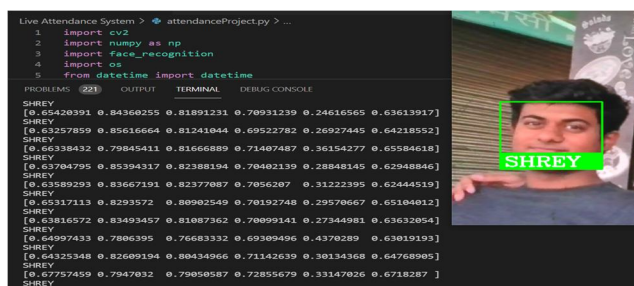 Live Attendance System > attendanceProject.py > ...
1 import cv2
2 import numpy as np
3 import face_recognition
4 import os
5 from datetime import datetime
PROBLEMS 221 OUTPUT TERMINAL DEBUG CONSOLE
SHREY
[0.65420391 0.84360255 0.81891231 0.70931239 0.24616565 0.63613917]
SHREY
[0.63257859 0.85616664 0.81241044 0.69522782 0.26927445 0.64218552]
SHREY
[0.66338432 0.79845411 0.81666889 0.71407487 0.36154277 0.65584618]
SHREY
[0.63704795 0.85394317 0.82388194 0.70402139 0.28848145 0.62948846]
SHREY
[0.63589293 0.83667191 0.82377087 0.7056207 0.31222395 0.62444519]
SHREY
[0.65317113 0.8293572 0.80902549 0.70192748 0.29570667 0.65104012]
SHREY
[0.63816572 0.83493457 0.81087362 0.70099141 0.27344981 0.63632054]
SHREY
[0.64997433 0.7806395 0.76683332 0.69309496 0.4370289 0.63019193]
SHREY
[0.64325348 0.82609194 0.80434966 0.71142639 0.30134368 0.64768905]
SHREY
[0.67757459 0.7947032 0.79050587 0.72855679 0.33147026 0.6718287 ]
SHREY
SHREY